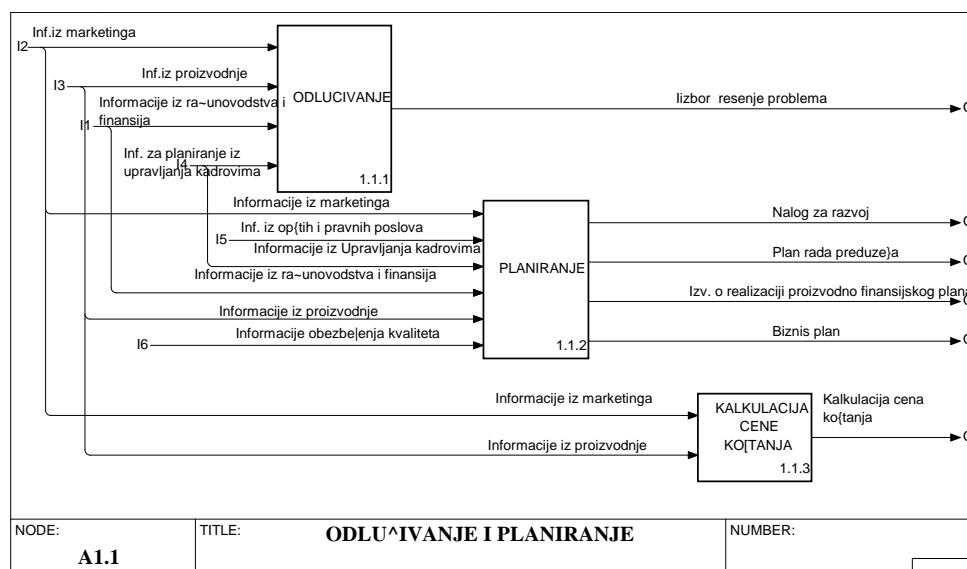 Inf.iz marketinga
I2
Inf.iz proizvodnje
I3
ODLUCIVANJE
Iizbor resenje problema
Informacije iz ra~unovodstva i
finansija
I1
Inf. za planiranje iz
upravljanja kadrovima
I4
1.1.1
Informacije iz marketinga
Nalog za razvoj
Inf. iz op{tih i pravnih poslova
I5
Informacije iz Upravljanja kadrovima
Plan rada preduze}a
PLANIRANJE
Informacije iz ra~unovodstva i finansija
Izv. o realizaciji proizvodno finansijskog plana
Informacije iz proizvodnje
Informacije obezbe|enja kvaliteta
Biznis plan
I6
1.1.2
Informacije iz marketinga
KALKULACIJA
CENE
KO[TANJA
Kalkulacija cena
ko{tanja
Informacije iz proizvodnje
1.1.3
NODE:
TITLE:
ODLU^IVANJE I PLANIRANJE
NUMBER:
A1.1